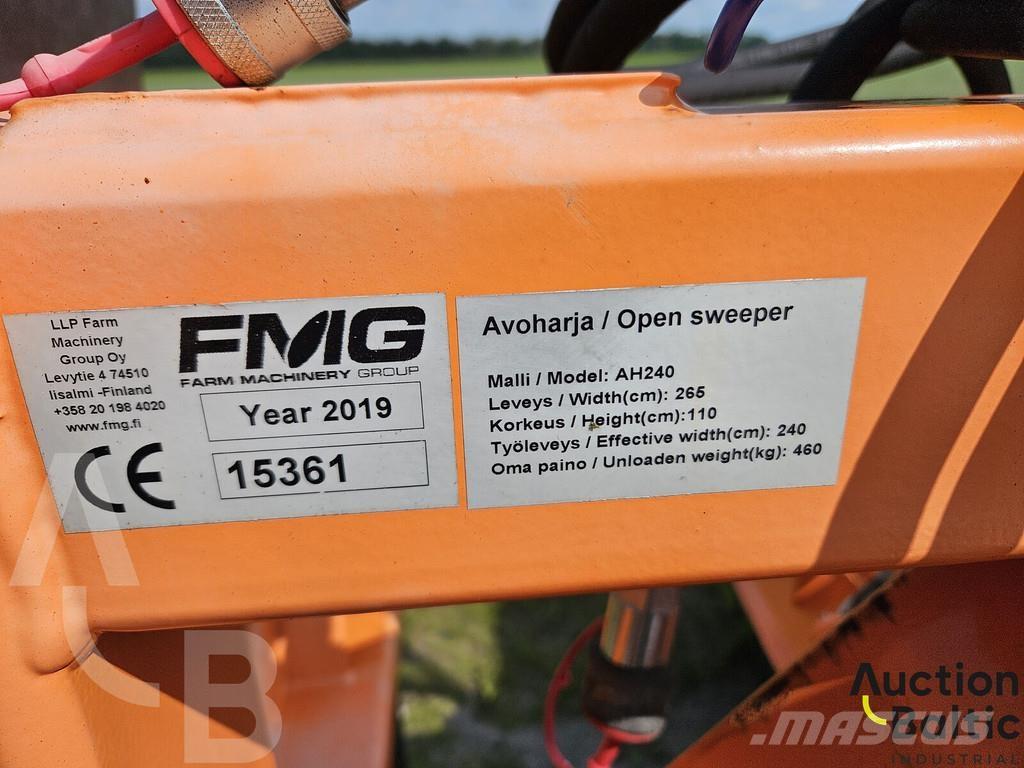 LLP Farm
Machinery
Group Oy
Levytie 4 74510
Iisalmi -Finland
+358 20 198 4020
www.fmg.fi
CE
FMG
FARM MACHINERY GROUP
Year 2019
15361
Avoharja / Open sweeper
Malli / Model: AH240
Leveys / Width(cm): 265
Korkeus / Height(cm):110
Työleveys / Effective width(cm): 240
Oma paino / Unloaden weight(kg): 460
AB
Auction
Baltic
INDUSTRIAL
MASCUS